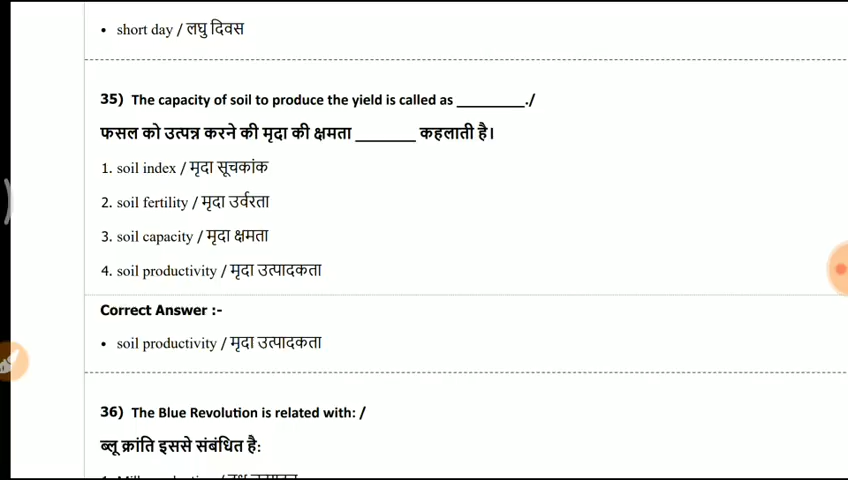 • short day / लघु दिवस
35) The capacity of soil to produce the yield is called as _________./
फसल को उत्पन्न करने की मृदा की क्षमता _______ कहलाती है।
1. soil index / मृदा सूचकांक
2. soil fertility / मृदा उर्वरता
3. soil capacity / मृदा क्षमता
4. soil productivity / मृदा उत्पादकता
Correct Answer :-
• soil productivity / मृदा उत्पादकता
36) The Blue Revolution is related with: /
ब्लू क्रांति इससे संबंधित है: